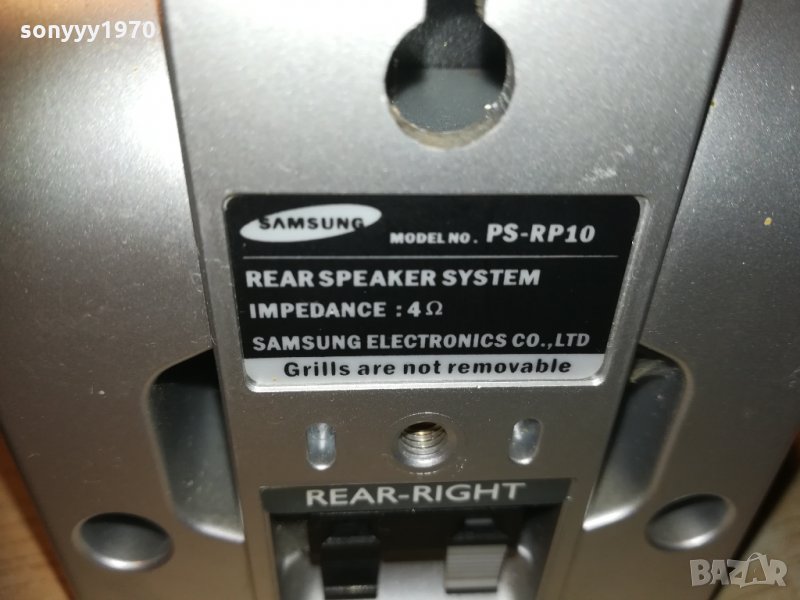 sonyyy1970
SAMSUNG MODEL NO. PS-RP10
REAR SPEAKER SYSTEM
IMPEDANCE : 4Ω
SAMSUNG ELECTRONICS CO.,LTD
Grills are not removable
REAR-RIGHT
BAZAR